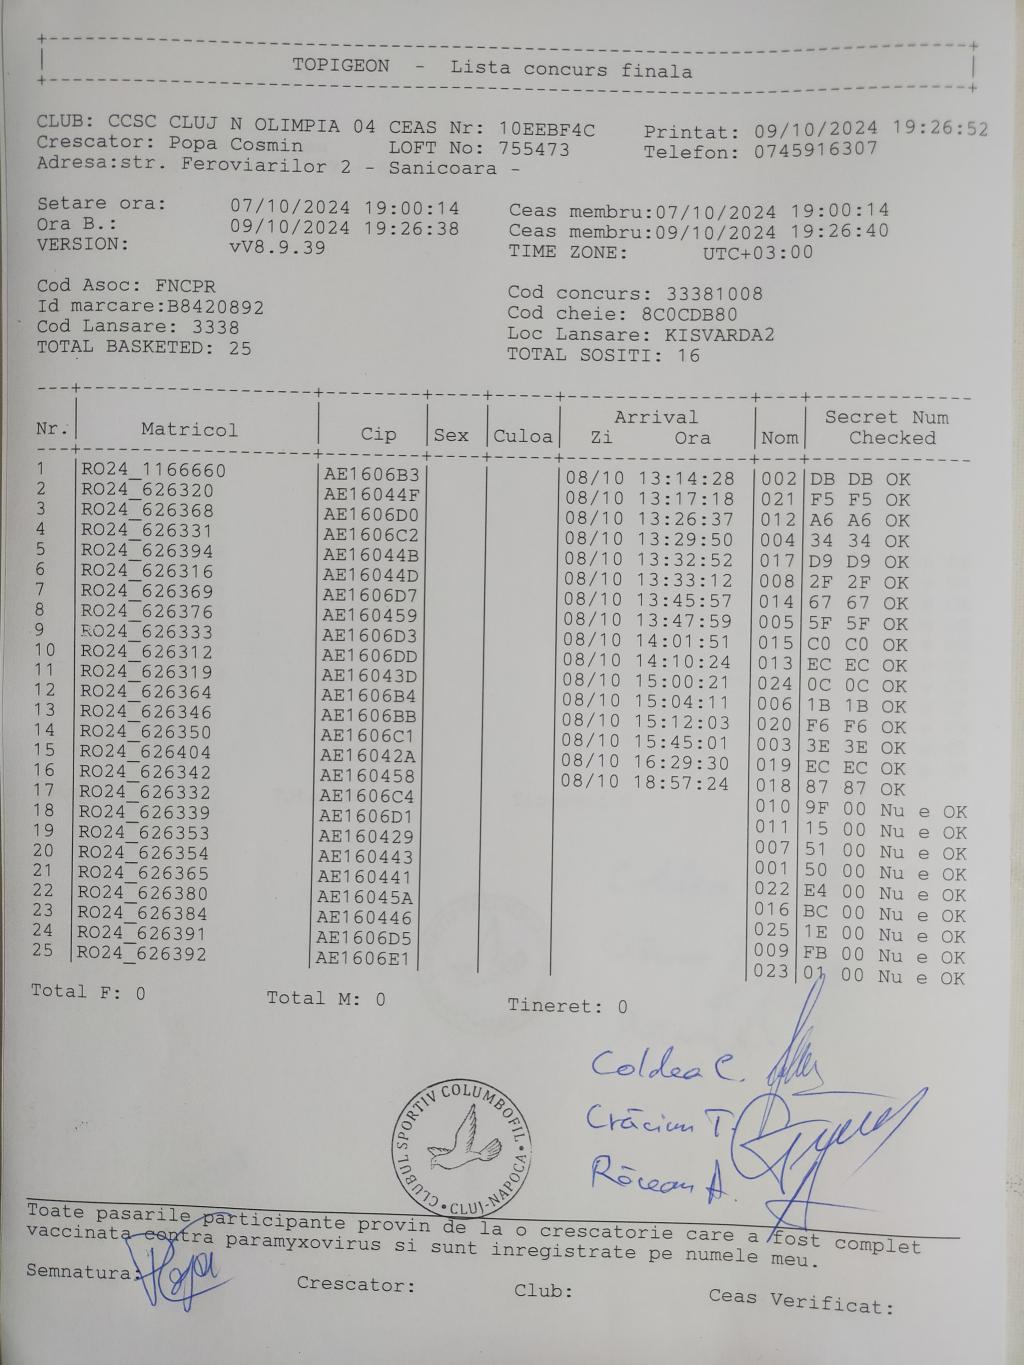 TOPIGEON - Lista concurs finala
CLUB: CCSC CLUJ N OLIMPIA 04 CEAS Nr: 10EEBF4C Printat: 09/10/2024 19:26:52
Crescator: Popa Cosmin LOFT No: 755473 Telefon: 0745916307
Adresa:str. Feroviarilor 2 - Sanicoara -
Setare ora: 07/10/2024 19:00:14 Ceas membru:07/10/2024 19:00:14
Ora B.: 09/10/2024 19:26:38 Ceas membru:09/10/2024 19:26:40
VERSION: vV8.9.39 TIME ZONE: UTC+03:00
Cod Asoc: FNCPR Cod concurs: 33381008
Id marcare:B8420892 Cod cheie: 8C0CDB80
Cod Lansare: 3338 Loc Lansare: KISVARDA2
TOTAL BASKETED: 25 TOTAL SOSITI: 16
Arrival Secret Num
Nr. Matricol Cip Sex Culoa Zi Ora Nom Checked
1 RO24_1166660 AE1606B3 08/10 13:14:28 002 DB DB OK
2 RO24_626320 AE16044F 08/10 13:17:18 021 F5 F5 OK
3 RO24_626368 AE1606D0 08/10 13:26:37 012 A6 A6 OK
4 RO24_626331 AE1606C2 08/10 13:29:50 004 34 34 OK
5 RO24_626394 AE16044B 08/10 13:32:52 017 D9 D9 OK
6 RO24_626316 AE16044D 08/10 13:33:12 008 2F 2F OK
7 RO24_626369 AE1606D7 08/10 13:45:57 014 67 67 OK
8 RO24_626376 AE160459 08/10 13:47:59 005 5F 5F OK
9 RO24_626333 AE1606D3 08/10 14:01:51 015 C0 C0 OK
10 RO24_626312 AE1606DD 08/10 14:10:24 013 EC EC OK
11 RO24_626319 AE16043D 08/10 15:00:21 024 0C 0C OK
12 RO24_626364 AE1606B4 08/10 15:04:11 006 1B 1B OK
13 RO24_626346 AE1606BB 08/10 15:12:03 020 F6 F6 OK
14 RO24_626350 AE1606C1 08/10 15:45:01 003 3E 3E OK
15 RO24_626404 AE16042A 08/10 16:29:30 019 EC EC OK
16 RO24_626342 AE160458 08/10 18:57:24 018 87 87 OK
17 RO24_626332 AE1606C4 010 9F 00 Nu e OK
18 RO24_626339 AE1606D1 011 15 00 Nu e OK
19 RO24_626353 AE160429 007 51 00 Nu e OK
20 RO24_626354 AE160443 001 50 00 Nu e OK
21 RO24_626365 AE160441 022 E4 00 Nu e OK
22 RO24_626380 AE16045A 016 BC 00 Nu e OK
23 RO24_626384 AE160446 025 1E 00 Nu e OK
24 RO24_626391 AE1606D5 009 FB 00 Nu e OK
25 RO24_626392 AE1606E1 023 01 00 Nu e OK
Total F: 0 Total M: 0 Tineret: 0
Coldea C.
Crăciun T.
Răcean A.
CLUBUL SPORTIV COLUMBOFIL • CLUJ-NAPOCA •
Toate pasarile participante provin de la o crescatorie care a fost complet
vaccinata contra paramyxovirus si sunt inregistrate pe numele meu.
Semnatura: Popa Crescator: Club: Ceas Verificat: